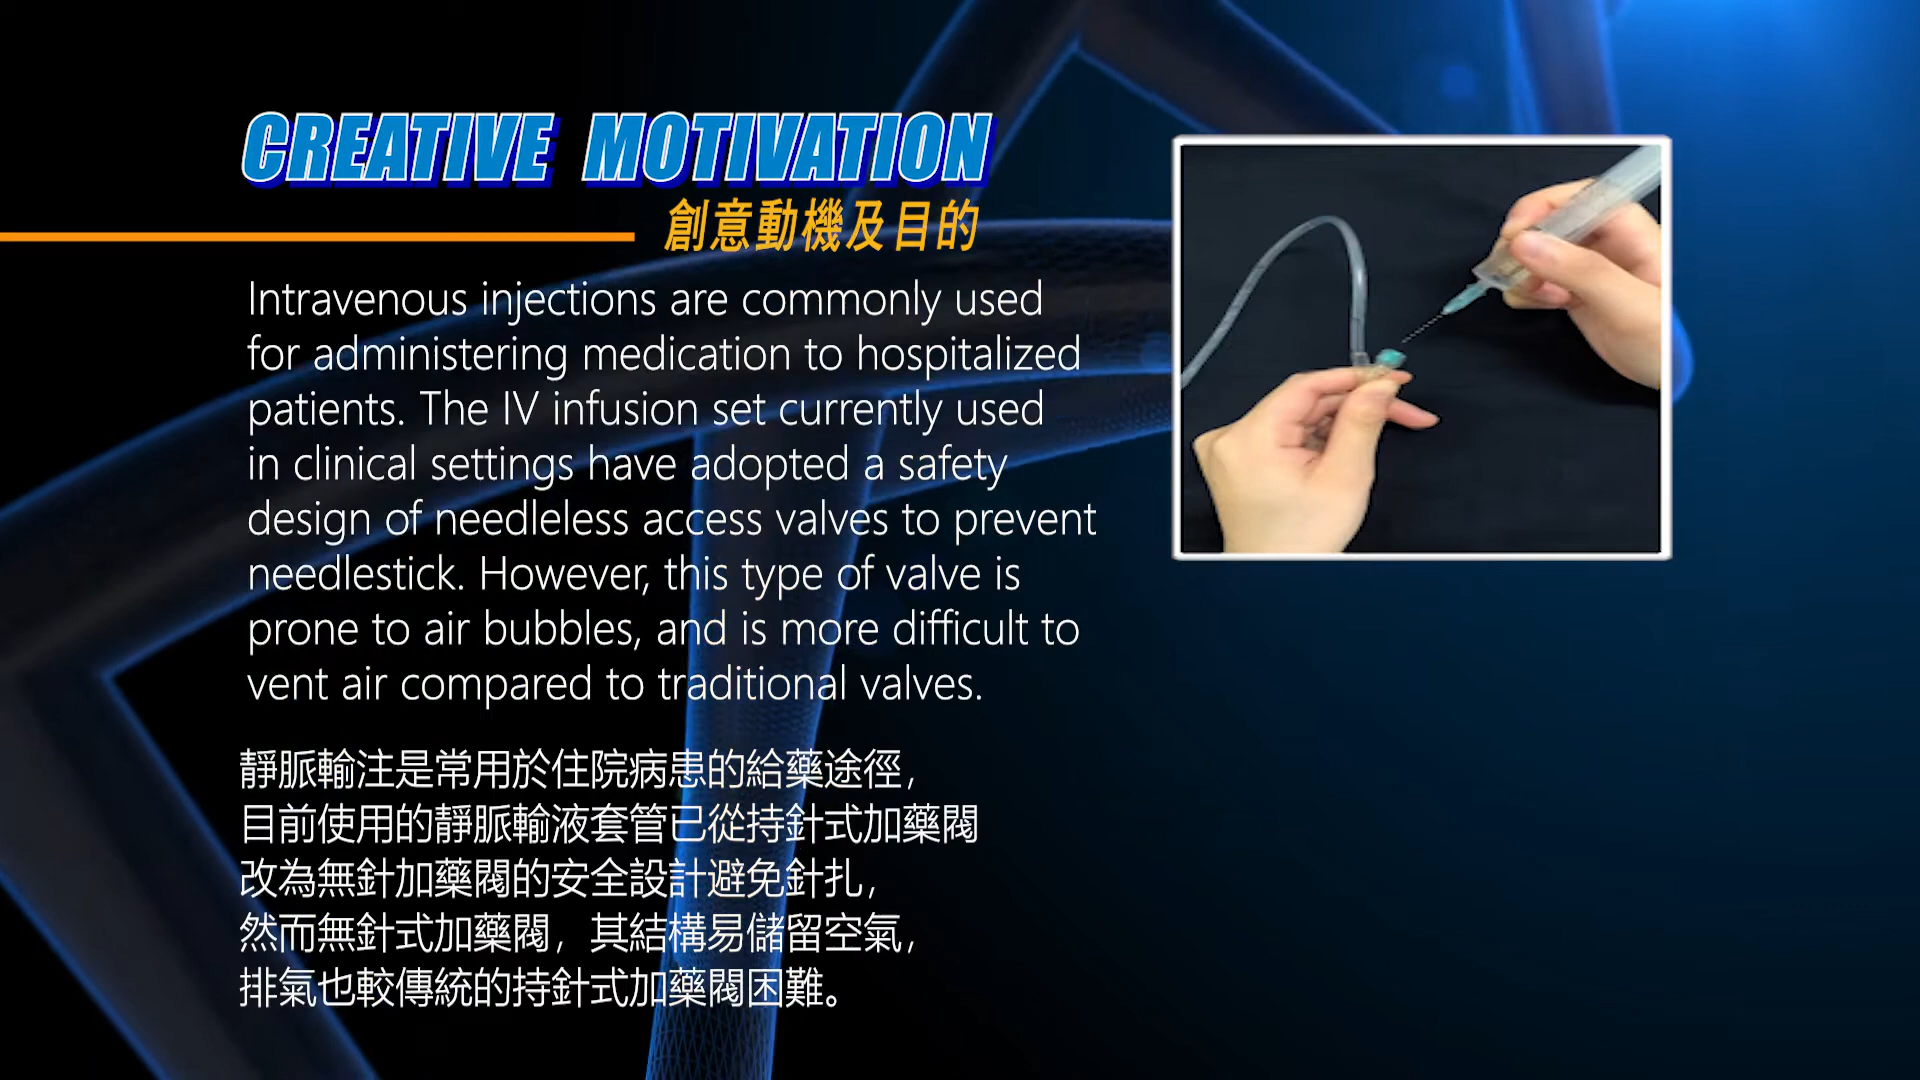 CREATIVE MOTIVATION
創意動機及目的
Intravenous injections are commonly used
for administering medication to hospitalized
patients. The IV infusion set currently used
in clinical settings have adopted a safety
design of needleless access valves to prevent
needlestick. However, this type of valve is
prone to air bubbles, and is more difficult to
vent air compared to traditional valves.
靜脈輸注是常用於住院病患的給藥途徑，
目前使用的靜脈輸液套管已從持針式加藥閥
改為無針加藥閥的安全設計避免針扎，
然而無針式加藥閥，其結構易儲留空氣，
排氣也較傳統的持針式加藥閥困難。